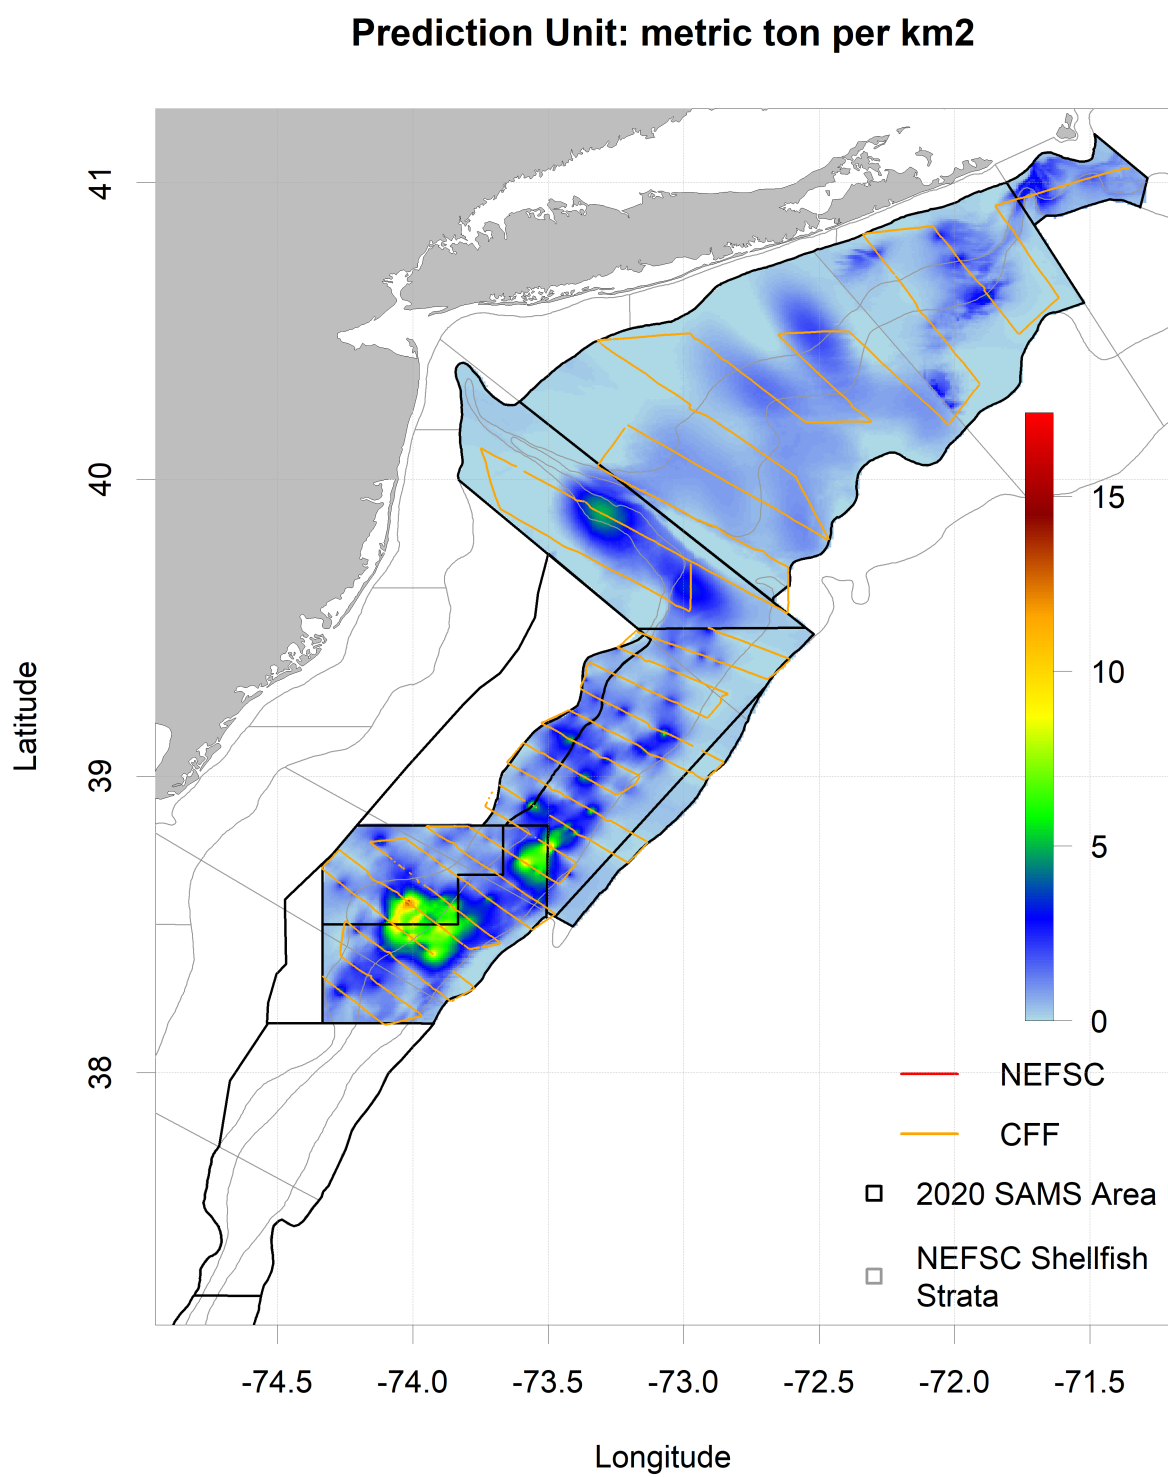 Prediction Unit: metric ton per km2
41
40
39
38
Latitude
15
10
5
0
NEFSC
CFF
2020 SAMS Area
NEFSC Shellfish
Strata
-74.5 -74.0 -73.5 -73.0 -72.5 -72.0 -71.5
Longitude